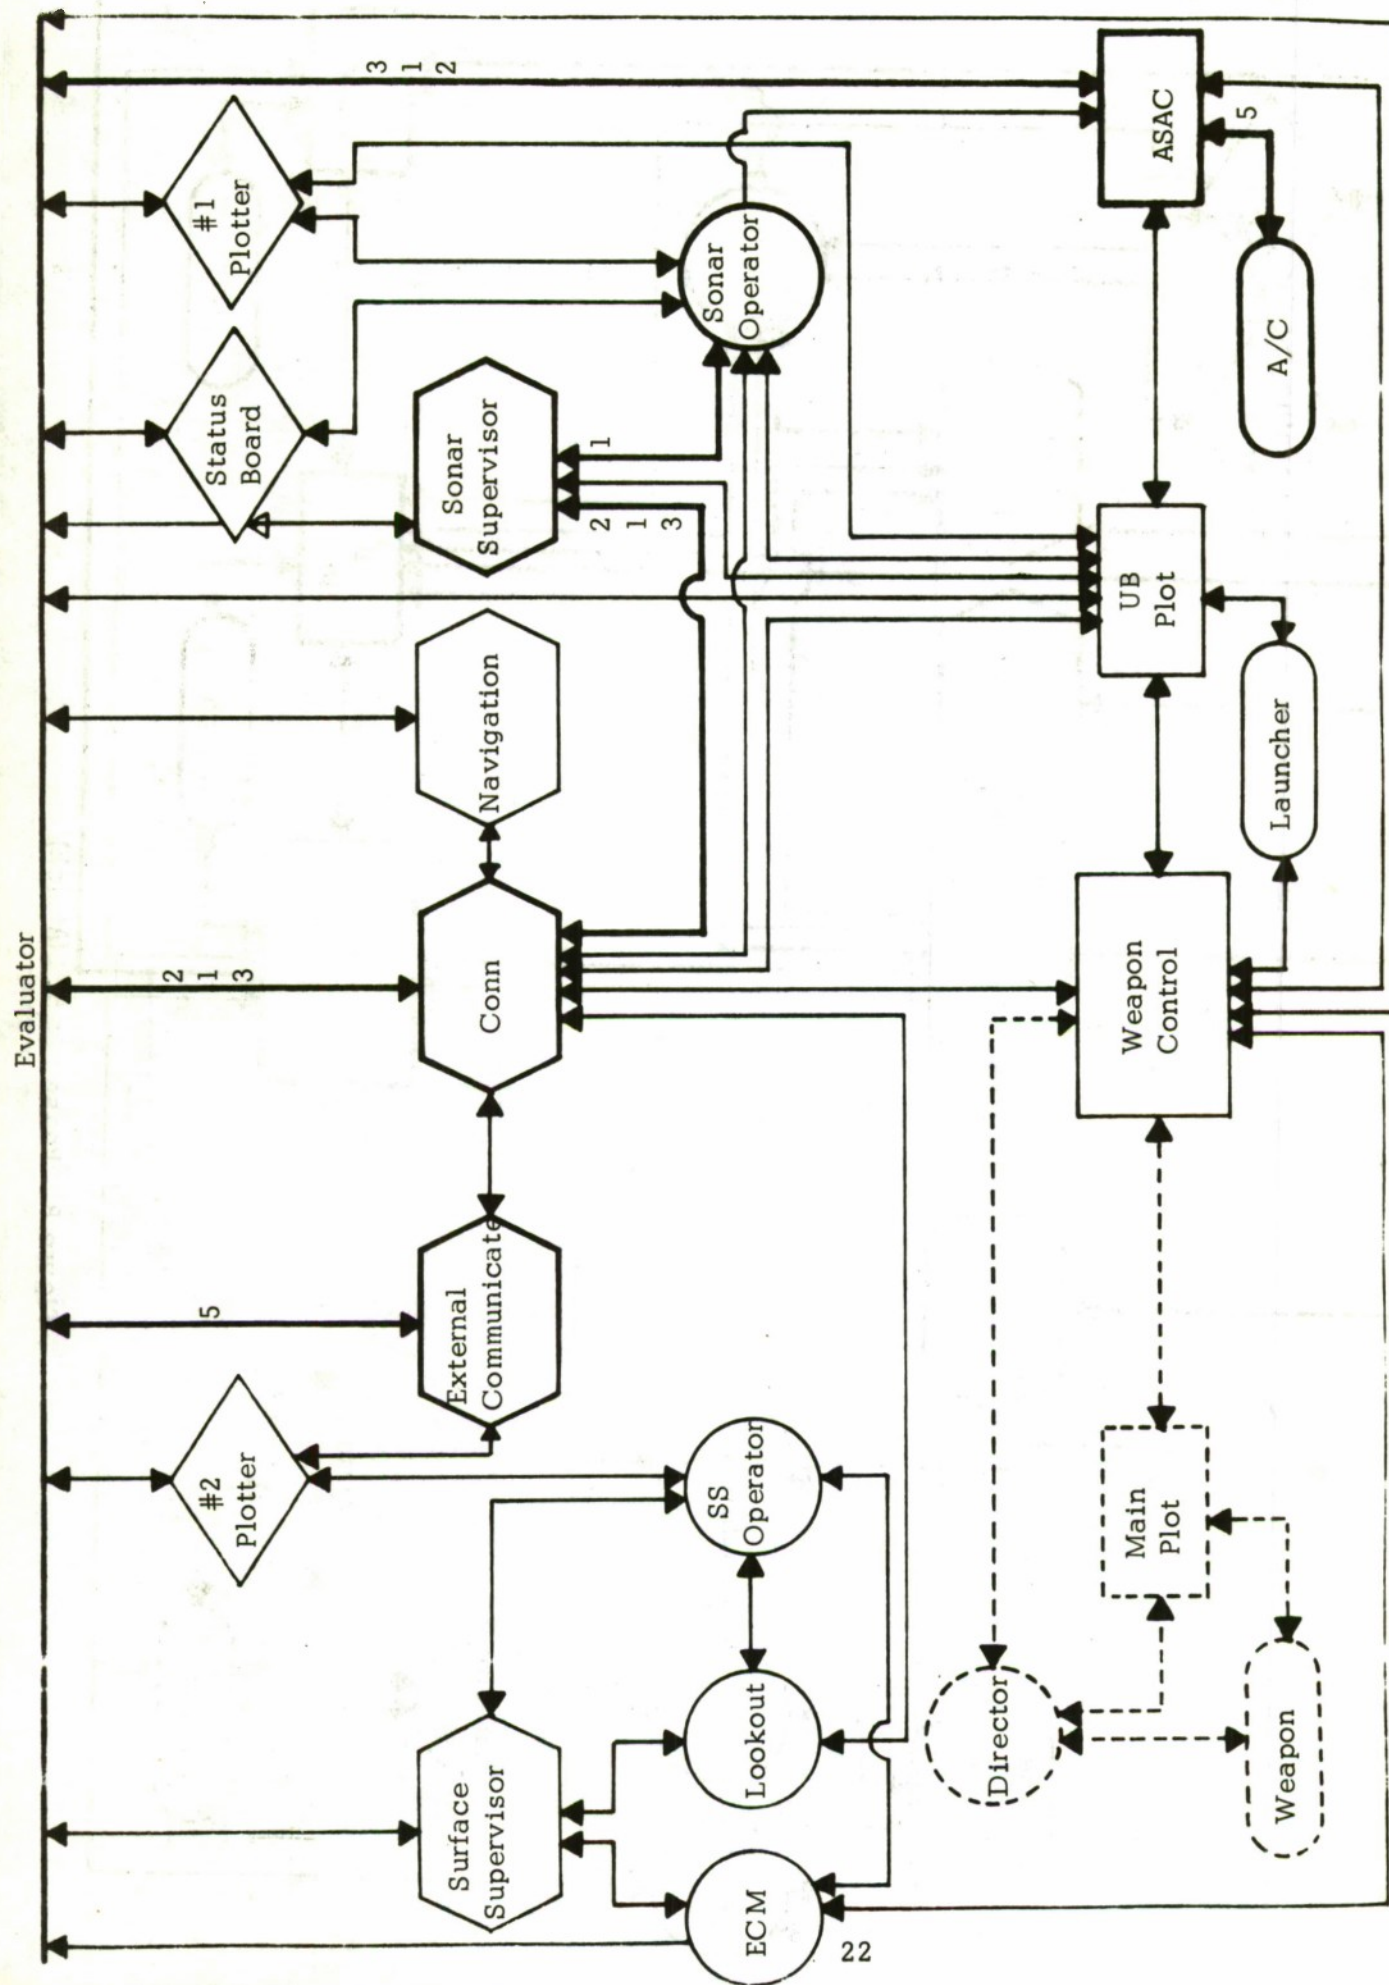 Evaluator
#2
Plotter
#1
Plotter
Status
Board
5
2
1
3
3
1
2
Surface
Supervisor
External
Communicate
Conn
Navigation
Sonar
Supervisor
2
1
3
1
ECM
Lookout
SS
Operator
Sonar
Operator
22
Director
Main
Plot
Weapon
Control
UB
Plot
ASAC
5
Weapon
Launcher
A/C